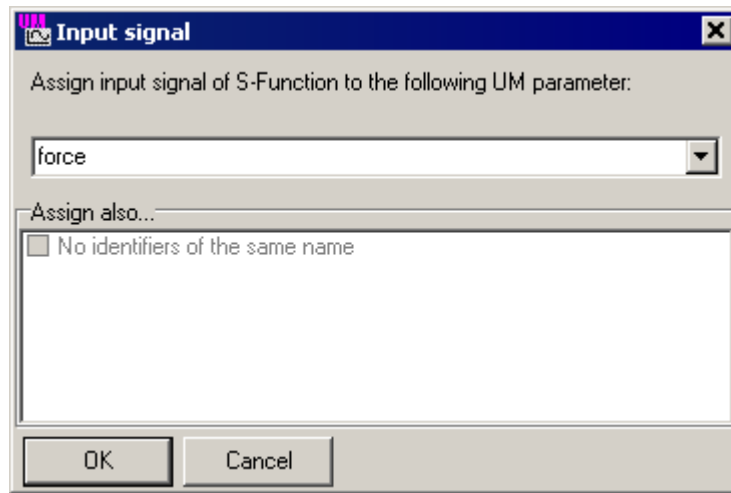 UM
Input signal
Assign input signal of S-Function to the following UM parameter:
force
Assign also...
No identifiers of the same name
OK
Cancel